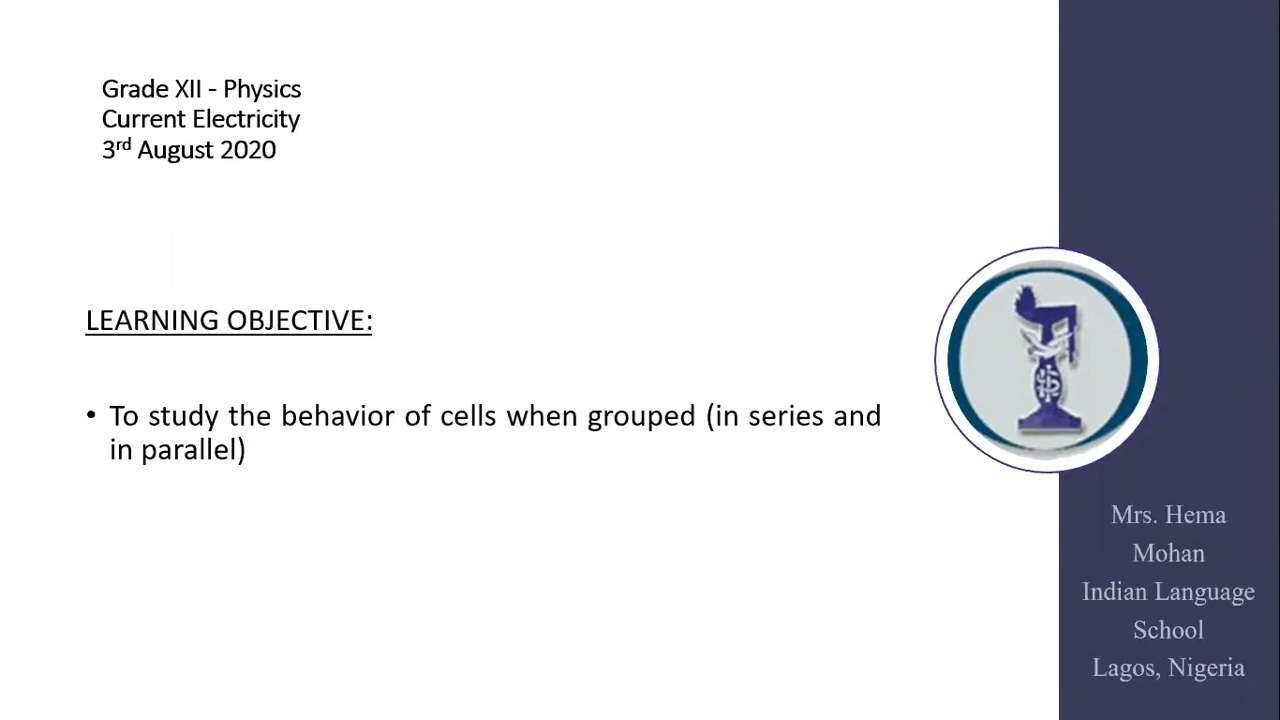 Grade XII - Physics
Current Electricity
3rd August 2020
LEARNING OBJECTIVE:
• To study the behavior of cells when grouped (in series and
in parallel)
Mrs. Hema
Mohan
Indian Language
School
Lagos, Nigeria